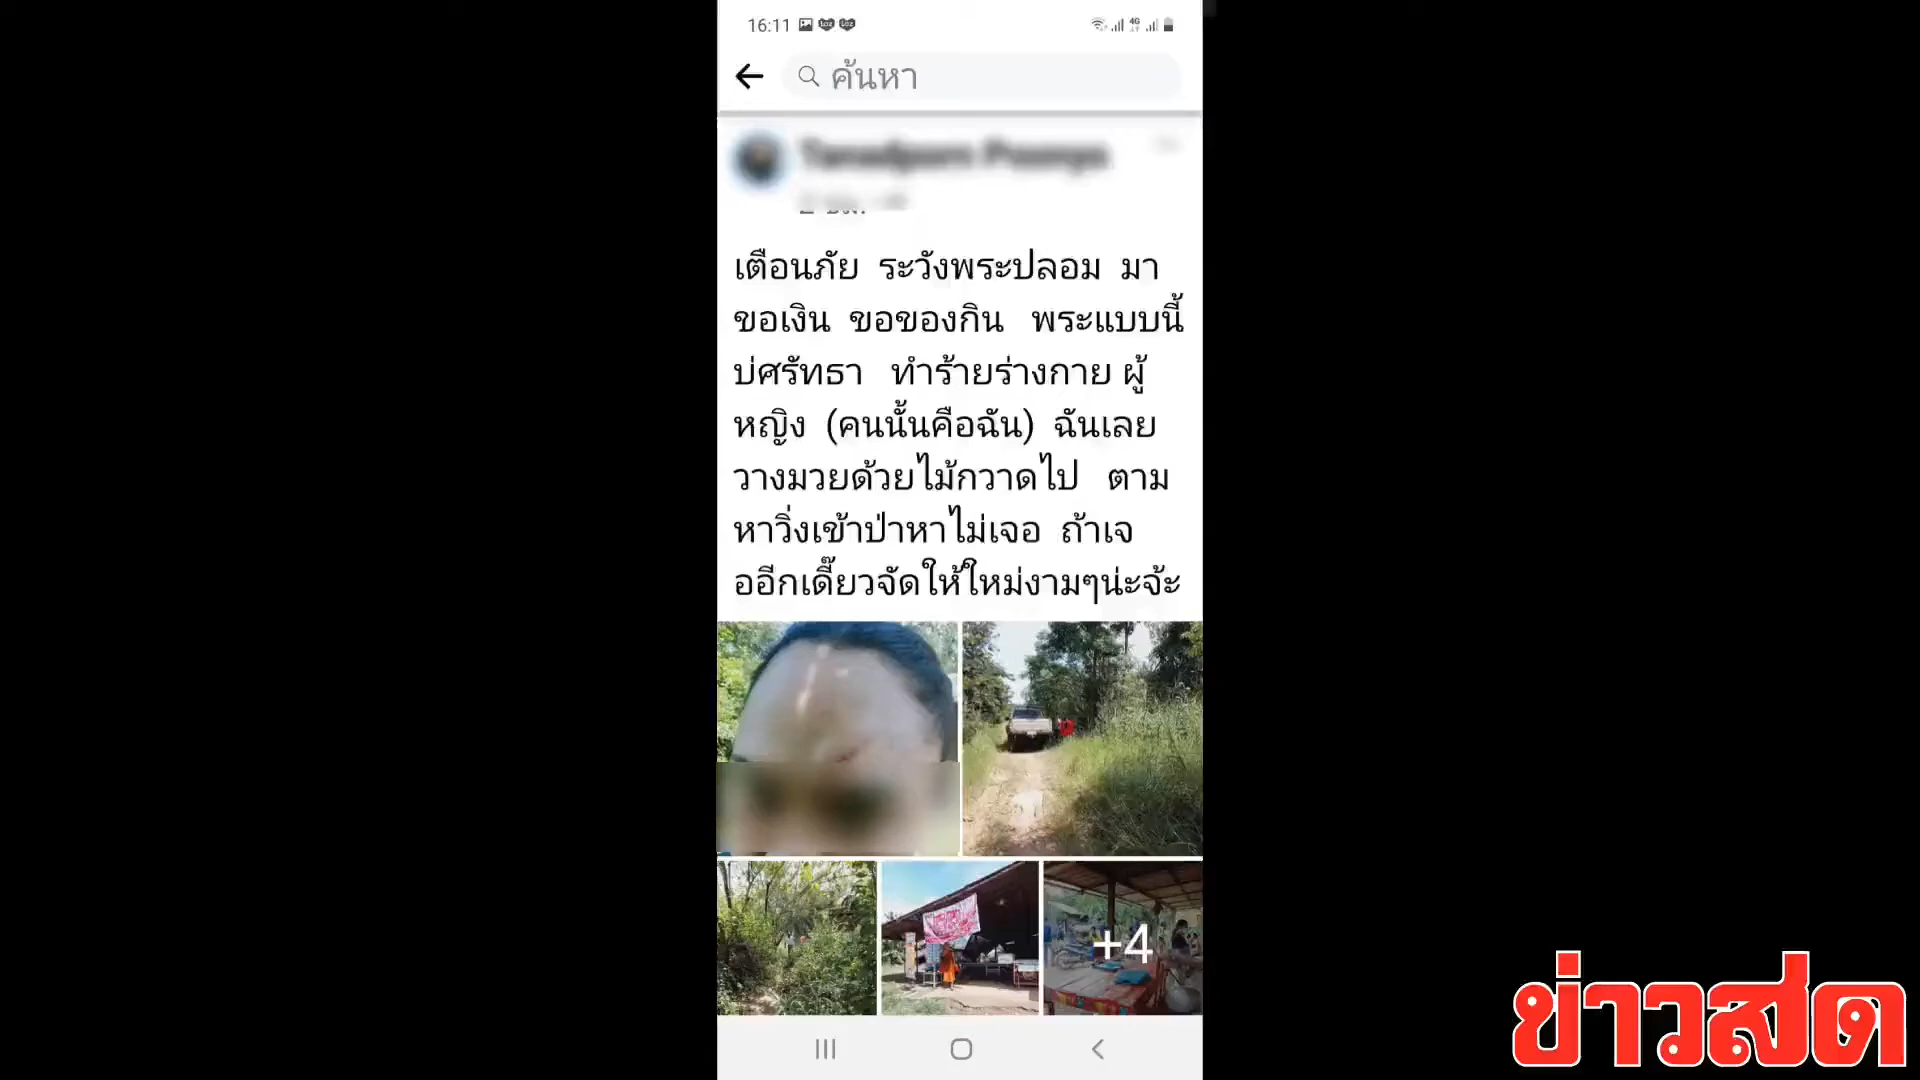 16:11
4G
ค้นหา
เตือนภัย ระวังพระปลอม มา
ขอเงิน ขอของกิน พระแบบนี้
บ่ศรัทธา ทำร้ายร่างกาย ผู้
หญิง (คนนั้นคือฉัน) ฉันเลย
วางมวยด้วยไม้กวาดไป ตาม
หาวิ่งเข้าป่าหาไม่เจอ ถ้าเจ
ออีกเดี๊ยวจัดให้ใหม่งามๆน่ะจ้ะ
+4
ข่าวสด